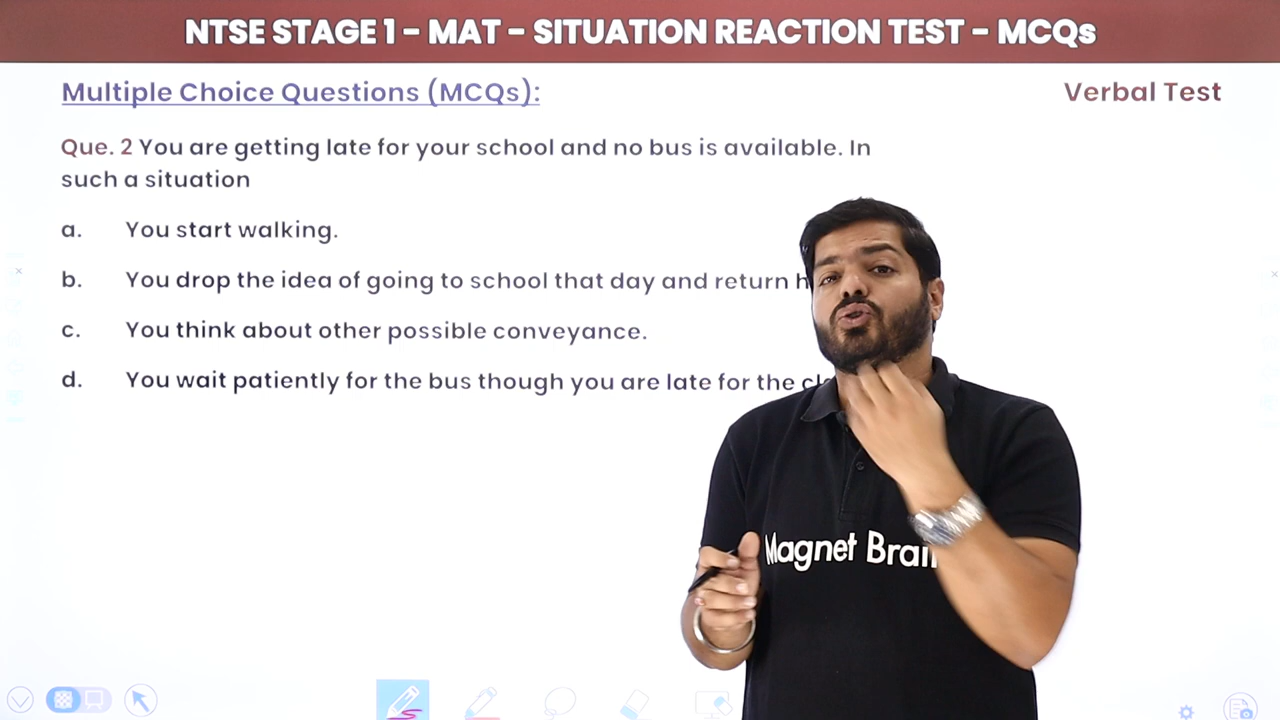 NTSE STAGE 1 – MAT – SITUATION REACTION TEST – MCQs
Multiple Choice Questions (MCQs):
Verbal Test
Que. 2 You are getting late for your school and no bus is available. In
such a situation
a. You start walking.
b. You drop the idea of going to school that day and return
c. You think about other possible conveyance.
d. You wait patiently for the bus though you are late for the
Magnet